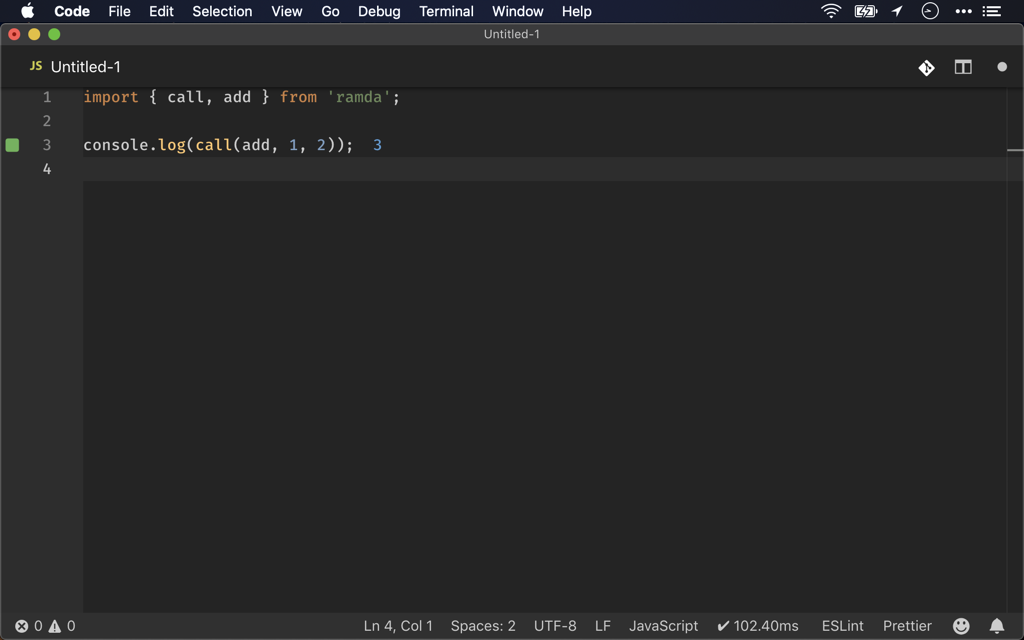 Code File Edit Selection View Go Debug Terminal Window Help
Untitled-1
JS Untitled-1
1 import { call, add } from 'ramda';
2
3 console.log(call(add, 1, 2)); 3
4
0 0 Ln 4, Col 1 Spaces: 2 UTF-8 LF JavaScript ✔ 102.40ms ESLint Prettier